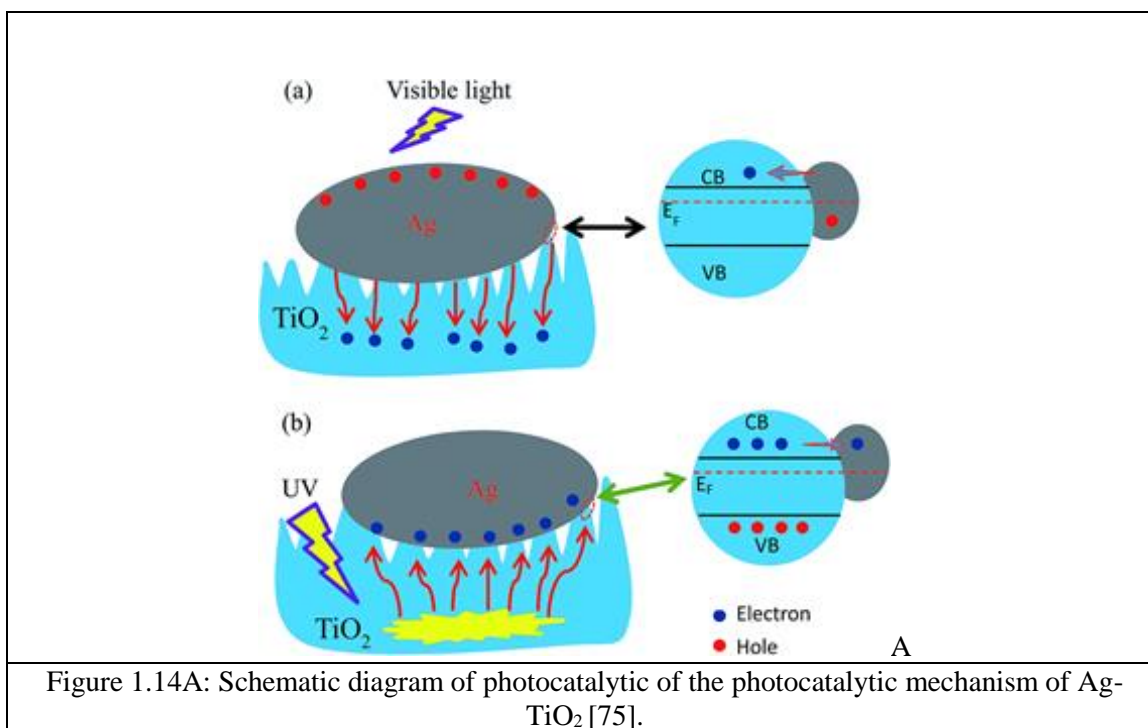 (a)
Visible light
Ag
TiO₂
CB
E_F
VB
(b)
UV
Ag
TiO₂
CB
E_F
VB
Electron
Hole
A
Figure 1.14A: Schematic diagram of photocatalytic of the photocatalytic mechanism of Ag-
TiO₂ [75].